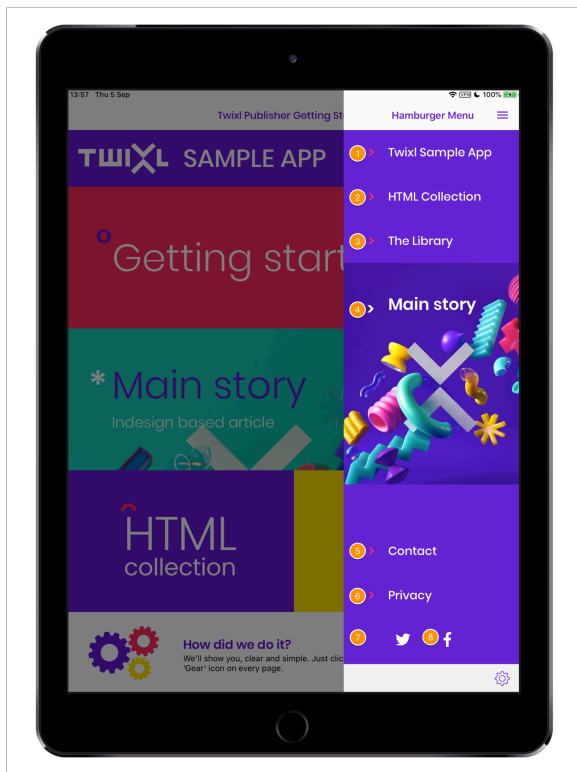 13:57 Thu 5 Sep
VPN 100%
Twixl Publisher Getting St
Hamburger Menu
TWIXL SAMPLE APP
Getting start
* Main story
Indesign based article
HTML
collection
How did we do it?
We'll show you, clear and simple. Just clic
'Gear' icon on every page.
1 > Twixl Sample App
2 > HTML Collection
3 > The Library
4 > Main story
5 > Contact
6 > Privacy
7
8